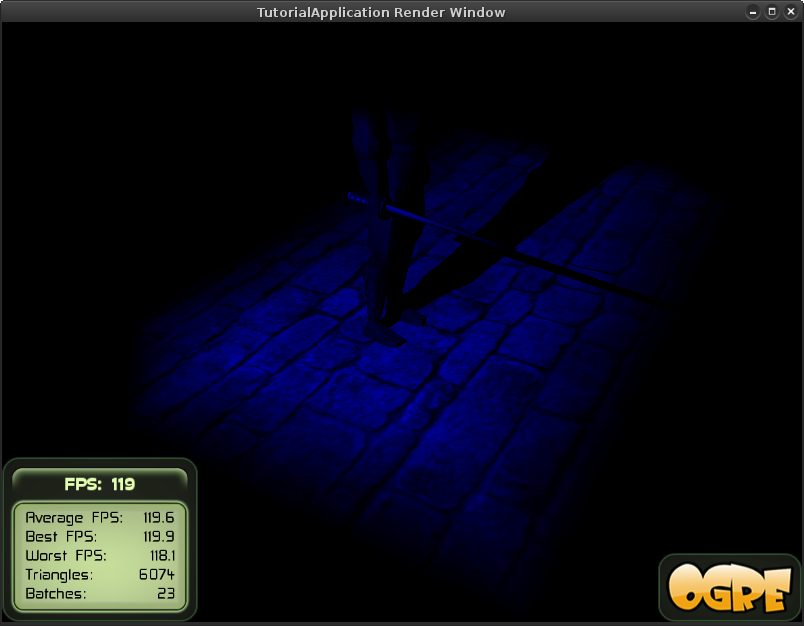 TutorialApplication Render Window
FPS: 119
Average FPS: 119.6
Best FPS: 119.9
Worst FPS: 118.1
Triangles: 6074
Batches: 23
OGRE